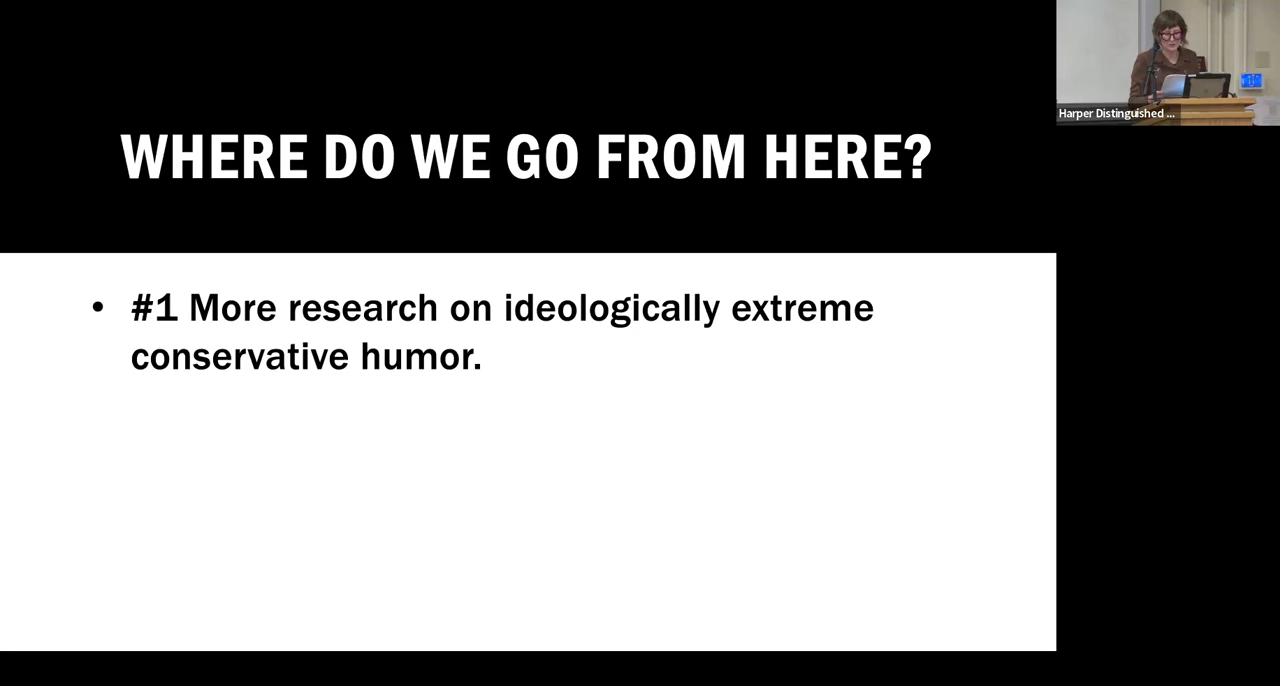 WHERE DO WE GO FROM HERE?
• #1 More research on ideologically extreme
conservative humor.
Harper Distinguished ...